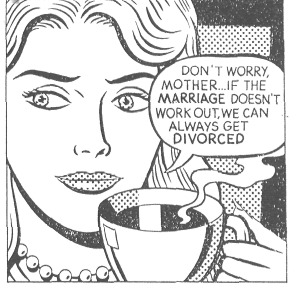 DON'T WORRY,
MOTHER...IF THE
MARRIAGE DOESN'T
WORK OUT, WE CAN
ALWAYS GET
DIVORCED